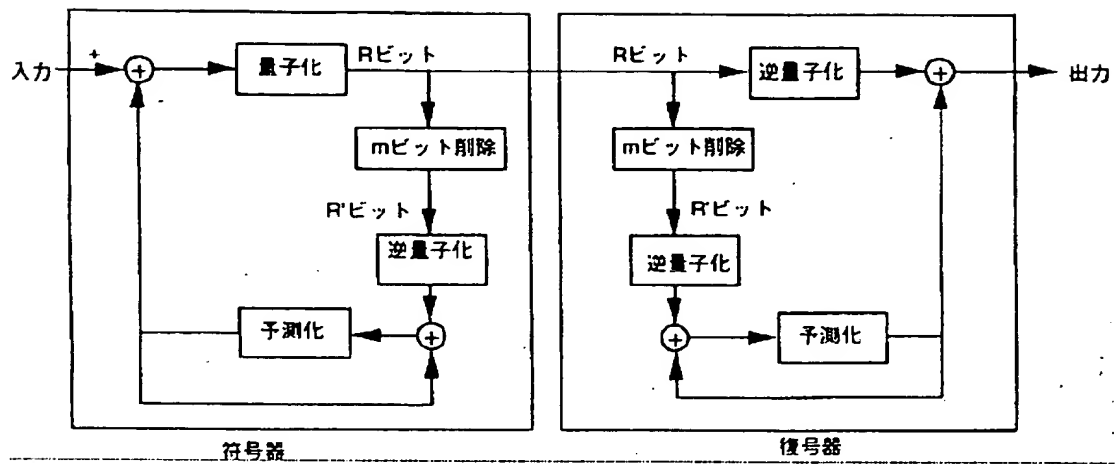 入力
+
+
量子化
Rビット
mビット削除
R'ビット
逆量子化
+
予測化
符号器
Rビット
逆量子化
+
出力
mビット削除
R'ビット
逆量子化
+
予測化
復号器